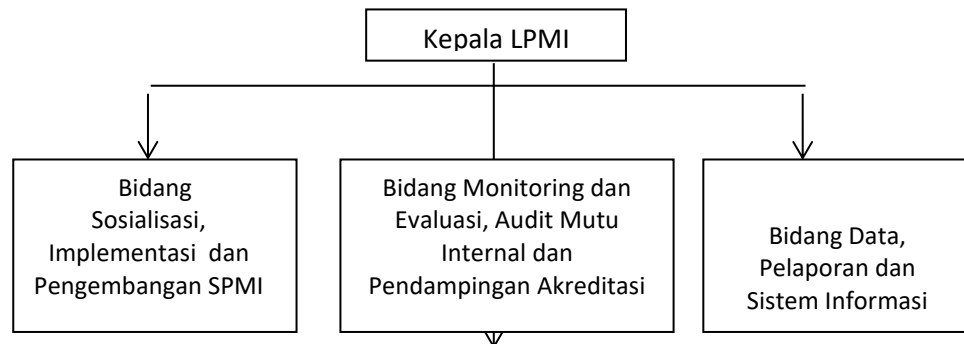 Kepala LPMI
Bidang
Sosialisasi,
Implementasi dan
Pengembangan SPMI
Bidang Monitoring dan
Evaluasi, Audit Mutu
Internal dan
Pendampingan Akreditasi
Bidang Data,
Pelaporan dan
Sistem Informasi